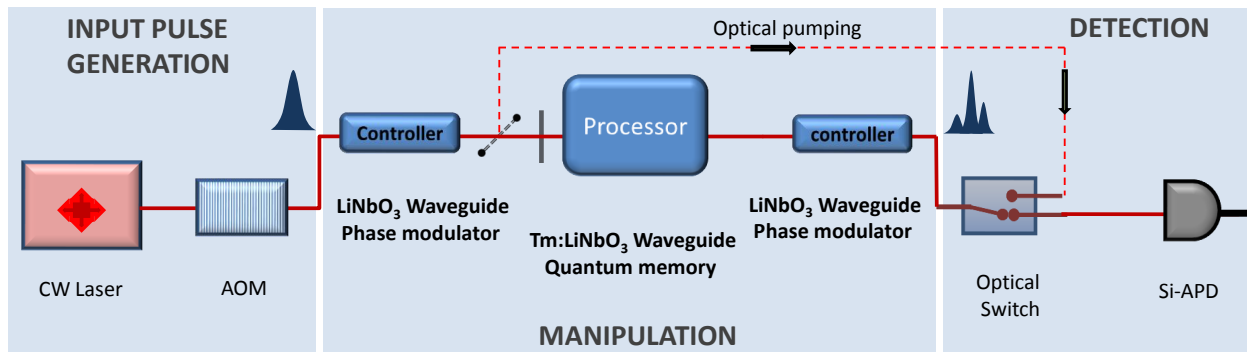 INPUT PULSE
GENERATION
Optical pumping
DETECTION
Controller
Processor
controller
LiNbO₃ Waveguide
Phase modulator
Tm:LiNbO₃ Waveguide
Quantum memory
LiNbO₃ Waveguide
Phase modulator
CW Laser
AOM
Optical
Switch
Si-APD
MANIPULATION